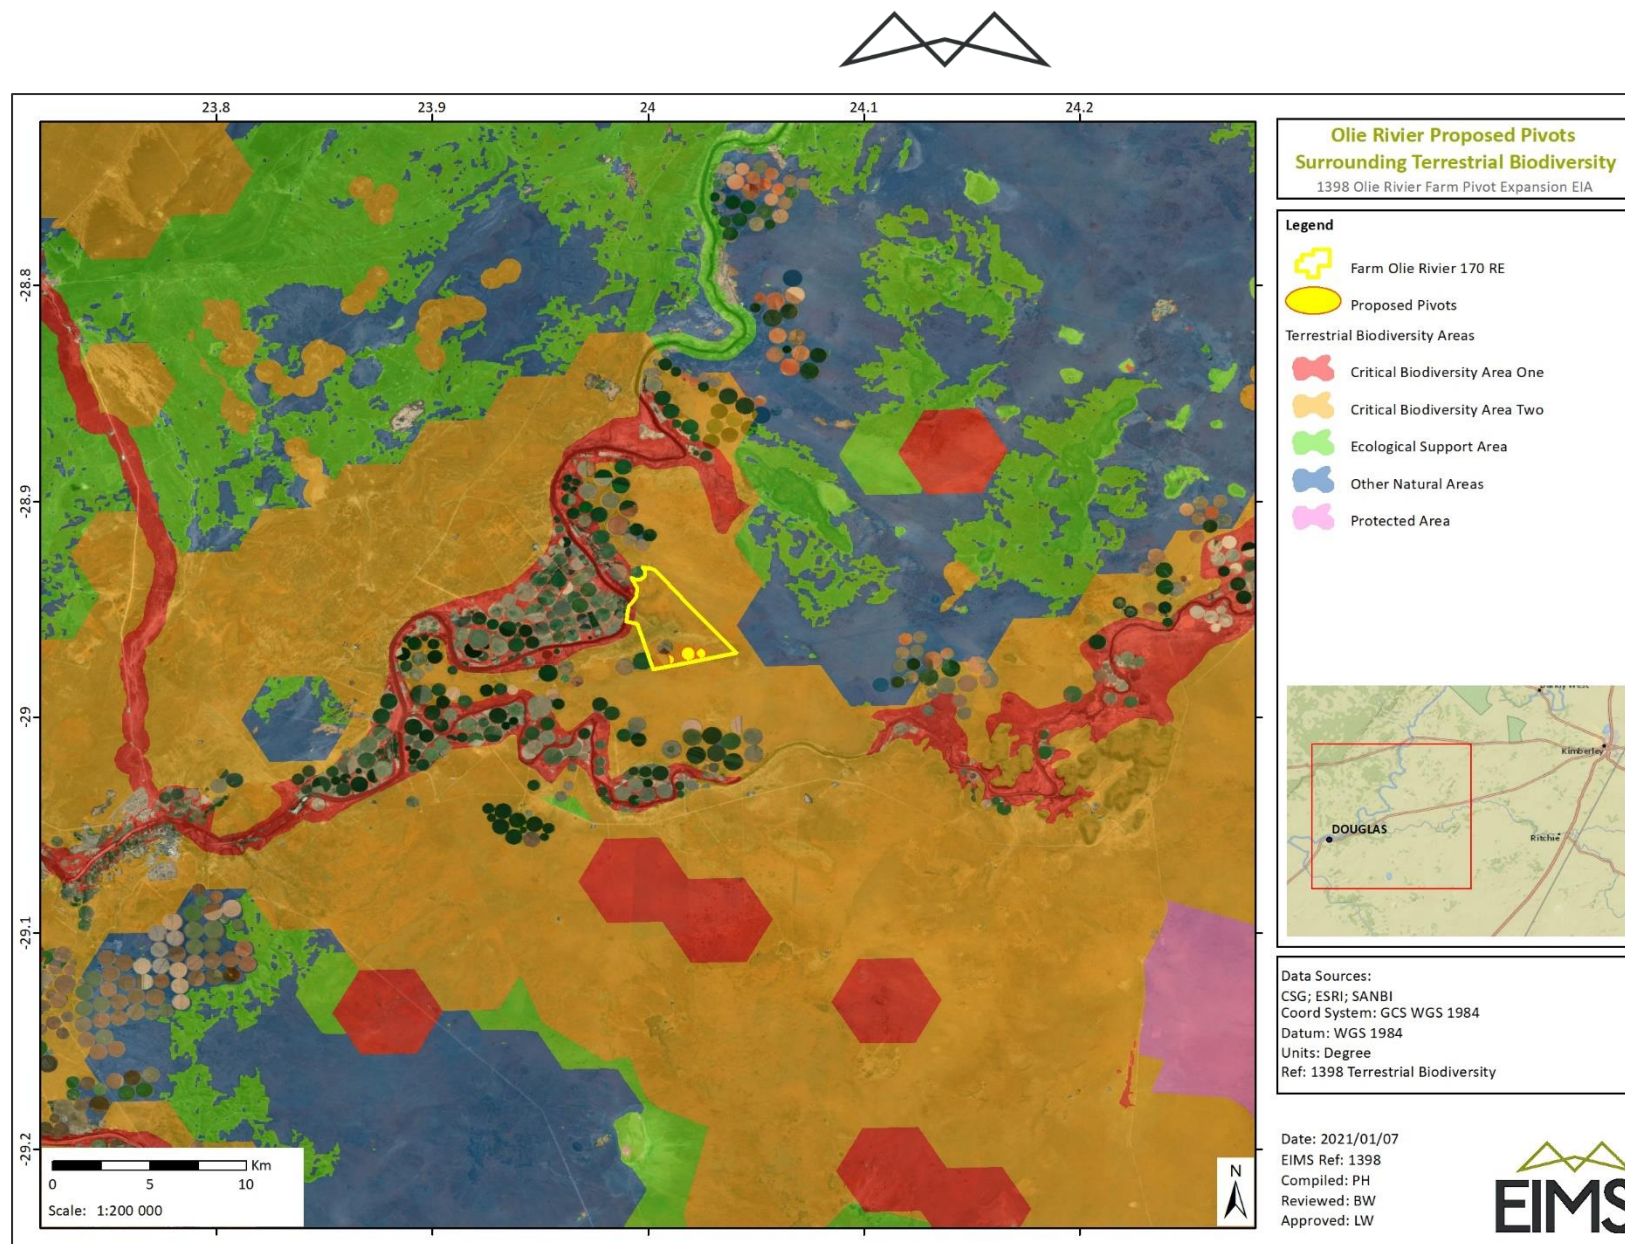 23.8 23.9 24 24.1 24.2
-28.8
-28.9
-29
-29.1
-29.2
Km
0 5 10
Scale: 1:200 000
N
Olie Rivier Proposed Pivots
Surrounding Terrestrial Biodiversity
1398 Olie Rivier Farm Pivot Expansion EIA
Legend
Farm Olie Rivier 170 RE
Proposed Pivots
Terrestrial Biodiversity Areas
Critical Biodiversity Area One
Critical Biodiversity Area Two
Ecological Support Area
Other Natural Areas
Protected Area
Kimberley
DOUGLAS
Ritchie
Data Sources:
CSG; ESRI; SANBI
Coord System: GCS WGS 1984
Datum: WGS 1984
Units: Degree
Ref: 1398 Terrestrial Biodiversity
Date: 2021/01/07
EIMS Ref: 1398
Compiled: PH
Reviewed: BW
Approved: LW
EIMS